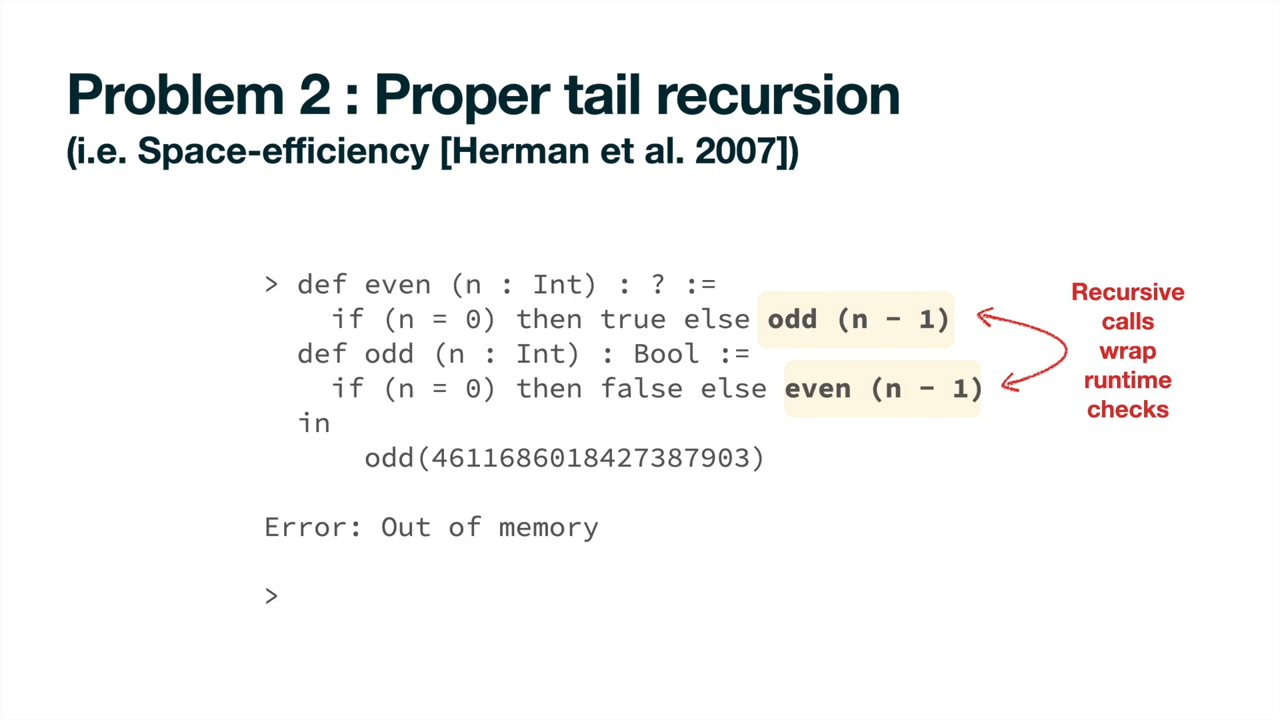 Problem 2 : Proper tail recursion
(i.e. Space-efficiency [Herman et al. 2007])
> def even (n : Int) : ? :=
if (n = 0) then true else odd (n − 1)
def odd (n : Int) : Bool :=
if (n = 0) then false else even (n − 1)
in
odd(4611686018427387903)
Error: Out of memory
>
Recursive
calls
wrap
runtime
checks